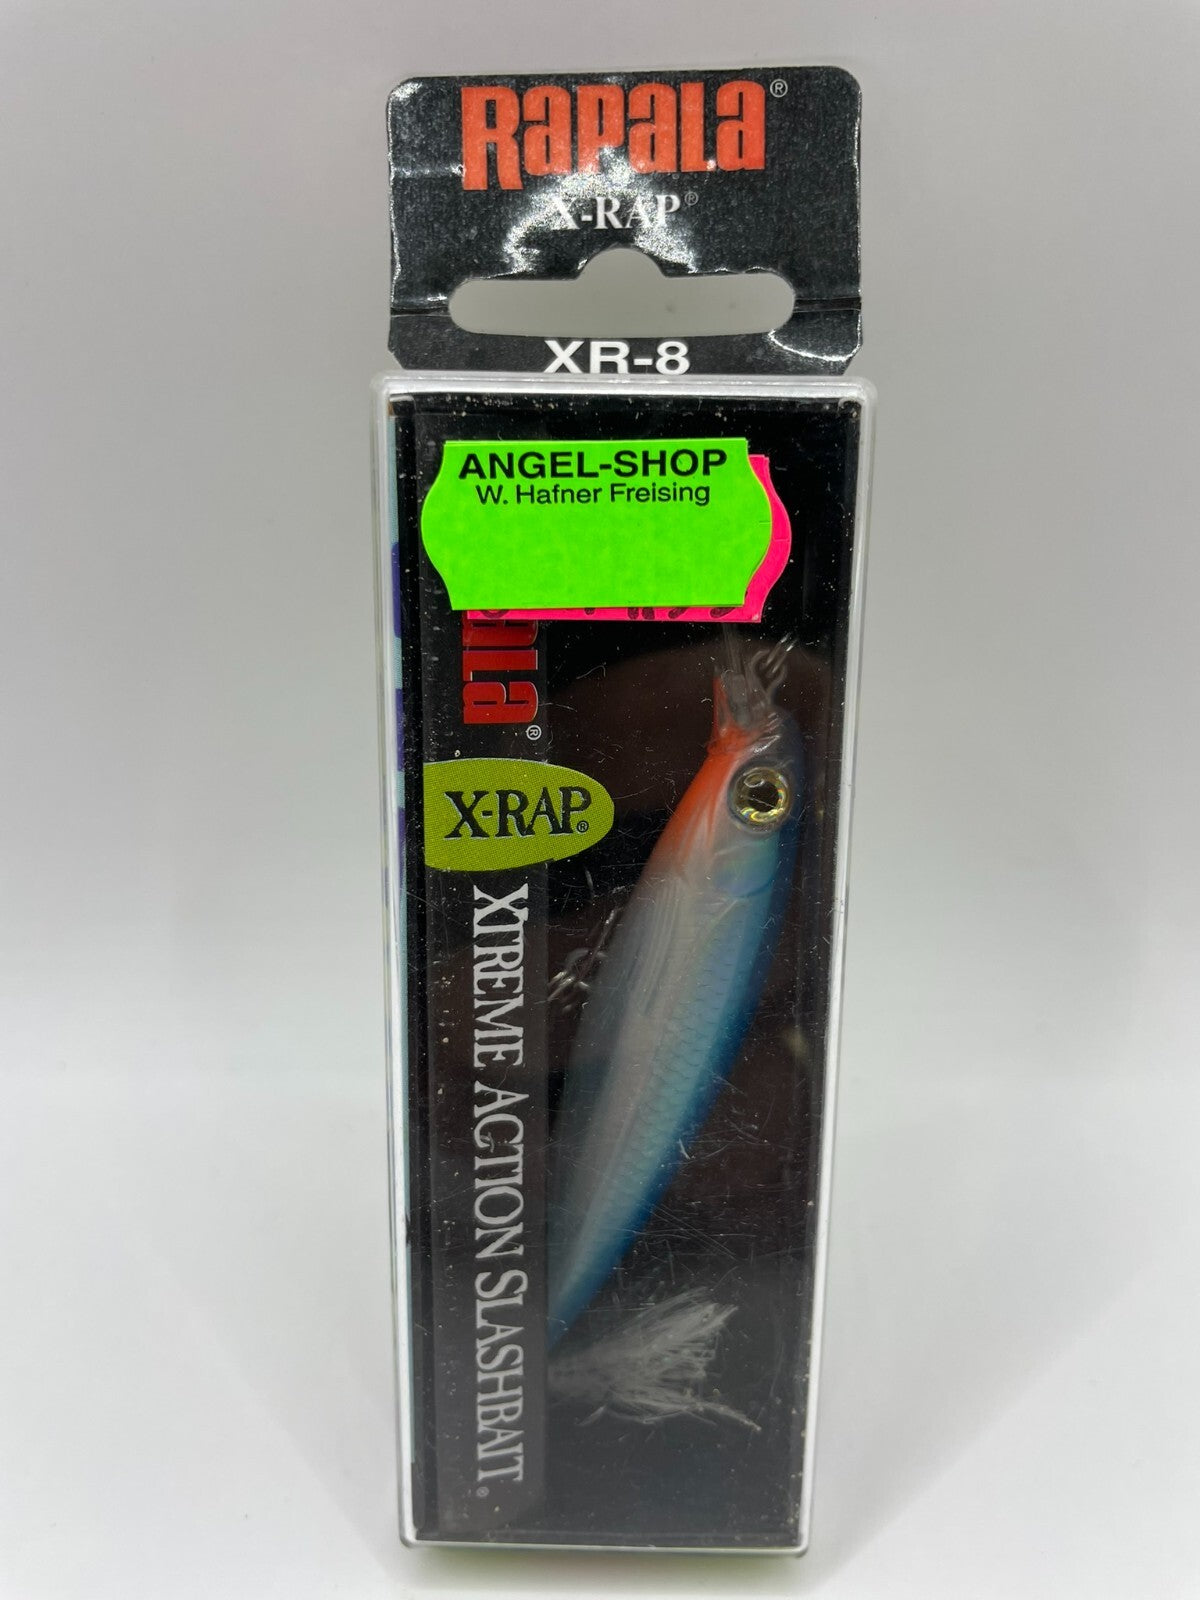 RAPALA®
X-RAP®
XR-8
ANGEL-SHOP
W. Hafner Freising
X-RAP®
XTREME ACTION SLASHBAIT®